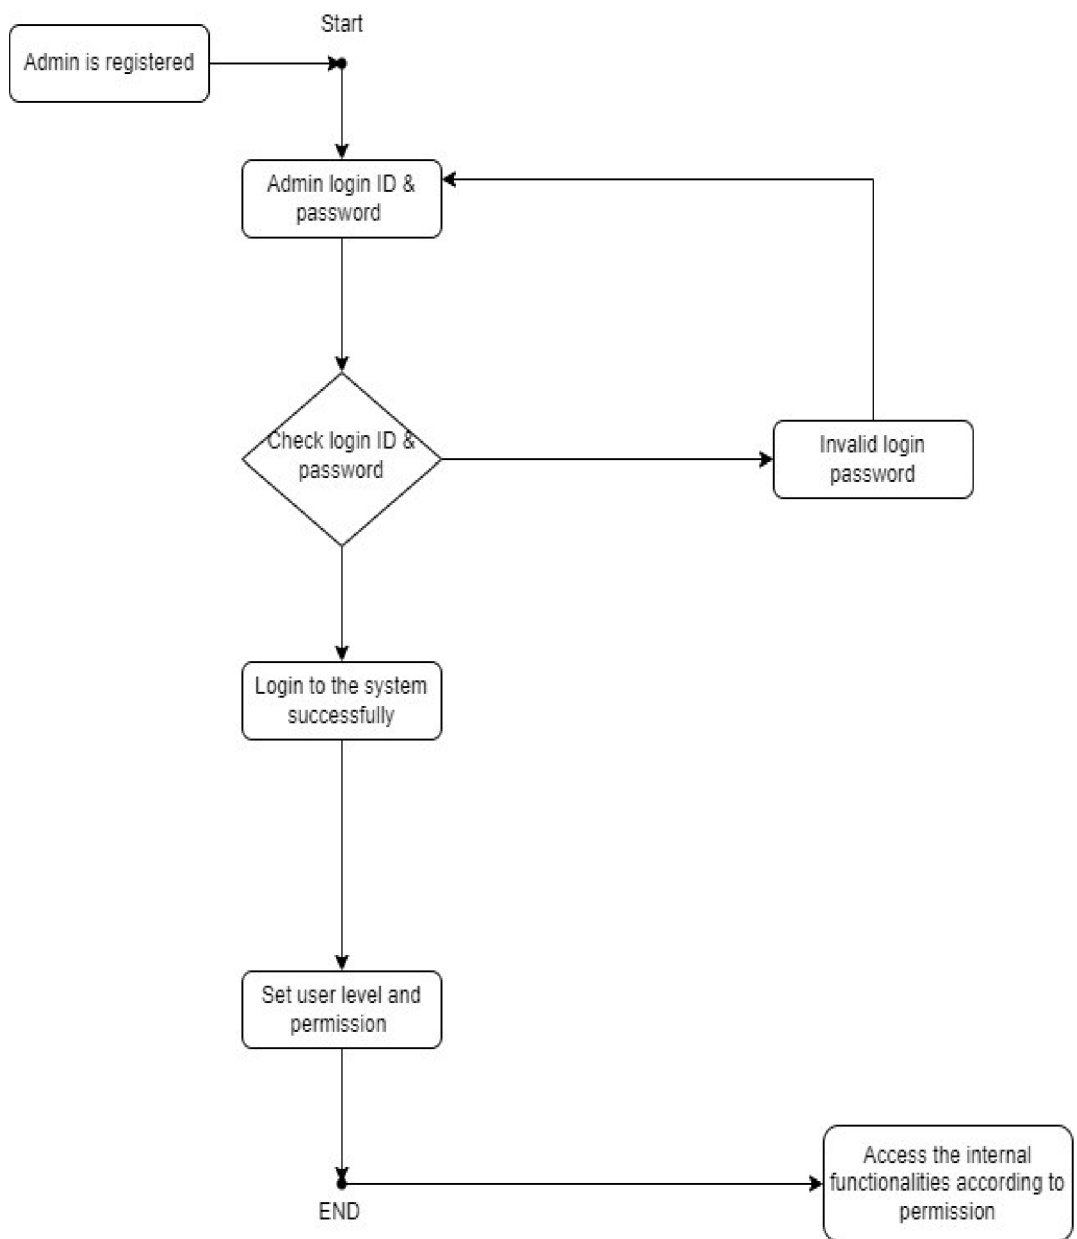 Start
Admin is registered
Admin login ID &
password
Check login ID &
password
Invalid login
password
Login to the system
successfully
Set user level and
permission
Access the internal
functionalities according to
permission
END